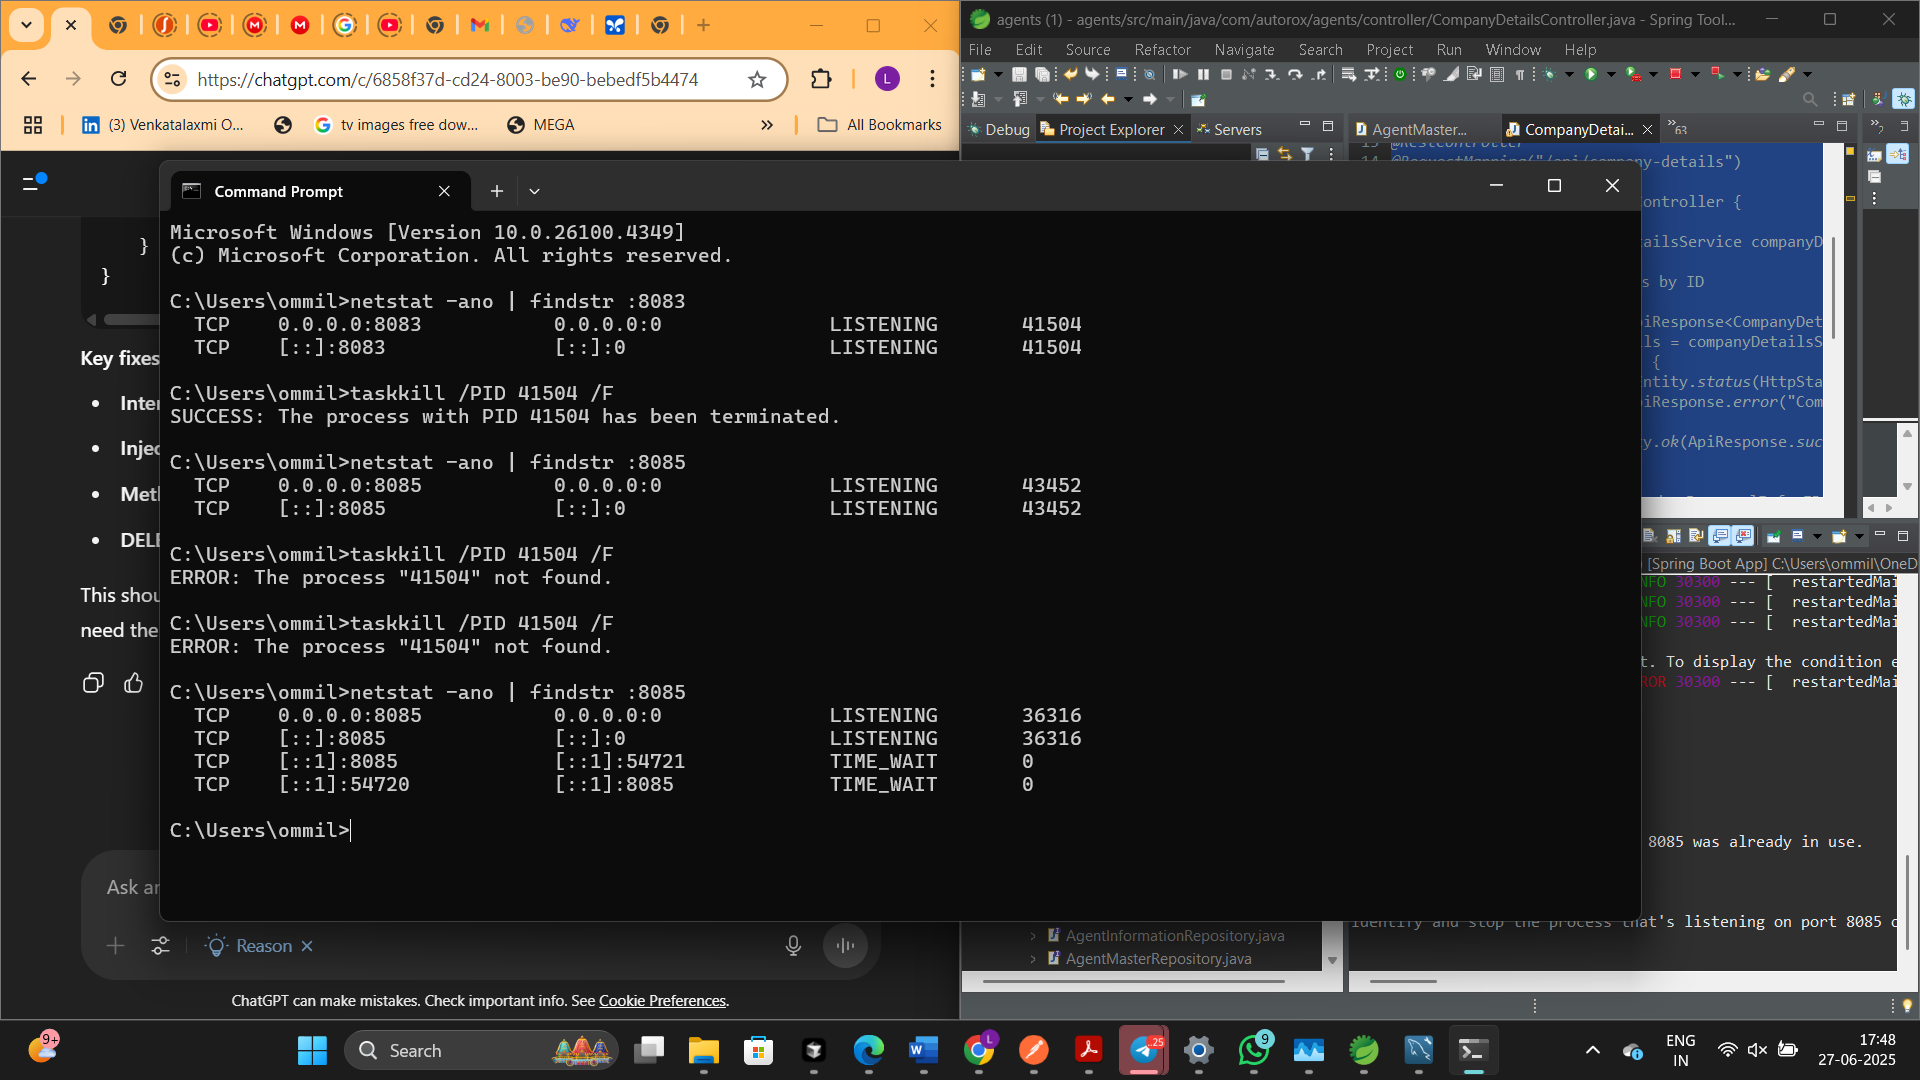 https://chatgpt.com/c/6858f37d-cd24-8003-be90-bebedf5b4474
L
(3) Venkatalaxmi O...
tv images free dow...
MEGA
»
All Bookmarks
agents (1) - agents/src/main/java/com/autorox/agents/controller/CompanyDetailsController.java - Spring Tool...
File Edit Source Refactor Navigate Search Project Run Window Help
Debug
Project Explorer
Servers
AgentMaster...
CompanyDetai...
»63
@RestController
@RequestMapping("/api/company-details")
ontroller {
ailsService companyD
s by ID
iResponse<CompanyDet
ls = companyDetailsS
{
ntity.status(HttpSta
iResponse.error("Com
y.ok(ApiResponse.suc
}
}
Key fixes
Inter
Injec
Meth
DELE
This shou
need the
Command Prompt
Microsoft Windows [Version 10.0.26100.4349]
(c) Microsoft Corporation. All rights reserved.
C:\Users\ommil>netstat -ano | findstr :8083
TCP 0.0.0.0:8083 0.0.0.0:0 LISTENING 41504
TCP [::]:8083 [::]:0 LISTENING 41504
C:\Users\ommil>taskkill /PID 41504 /F
SUCCESS: The process with PID 41504 has been terminated.
C:\Users\ommil>netstat -ano | findstr :8085
TCP 0.0.0.0:8085 0.0.0.0:0 LISTENING 43452
TCP [::]:8085 [::]:0 LISTENING 43452
C:\Users\ommil>taskkill /PID 41504 /F
ERROR: The process "41504" not found.
C:\Users\ommil>taskkill /PID 41504 /F
ERROR: The process "41504" not found.
C:\Users\ommil>netstat -ano | findstr :8085
TCP 0.0.0.0:8085 0.0.0.0:0 LISTENING 36316
TCP [::]:8085 [::]:0 LISTENING 36316
TCP [::1]:8085 [::1]:54721 TIME_WAIT 0
TCP [::1]:54720 [::1]:8085 TIME_WAIT 0
C:\Users\ommil>
[Spring Boot App] C:\Users\ommil\OneD
NFO 30300 --- [ restartedMai
NFO 30300 --- [ restartedMai
NFO 30300 --- [ restartedMai
t. To display the condition e
ROR 30300 --- [ restartedMai
8085 was already in use.
Identify and stop the process that's listening on port 8085 o
AgentInformationRepository.java
AgentMasterRepository.java
Ask an
Reason
ChatGPT can make mistakes. Check important info. See Cookie Preferences.
9+
Search
L
..25
9
ENG
IN
17:48
27-06-2025